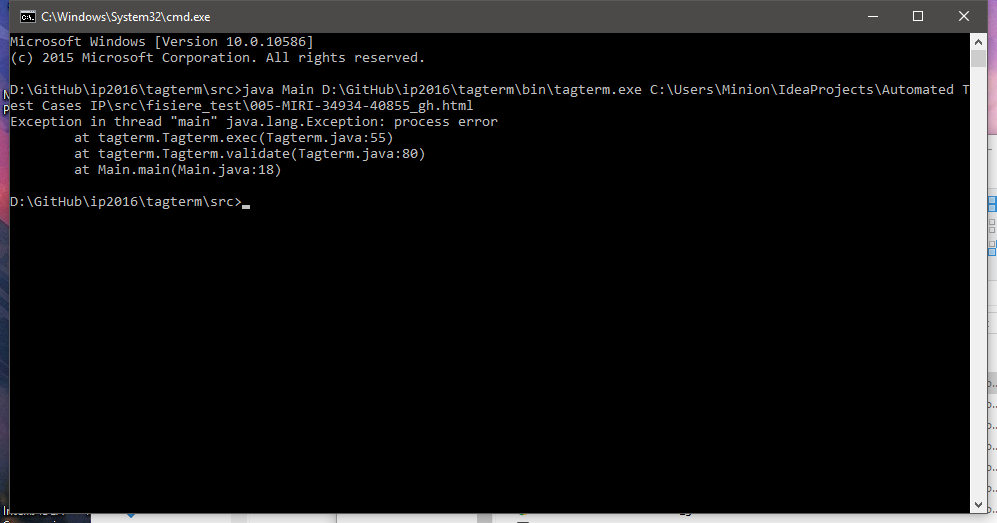 C:\Windows\System32\cmd.exe
Microsoft Windows [Version 10.0.10586]
(c) 2015 Microsoft Corporation. All rights reserved.
D:\GitHub\ip2016\tagterm\src>java Main D:\GitHub\ip2016\tagterm\bin\tagterm.exe C:\Users\Minion\IdeaProjects\Automated T
est Cases IP\src\fisiere_test\005-MIRI-34934-40855_gh.html
Exception in thread "main" java.lang.Exception: process error
at tagterm.Tagterm.exec(Tagterm.java:55)
at tagterm.Tagterm.validate(Tagterm.java:80)
at Main.main(Main.java:18)
D:\GitHub\ip2016\tagterm\src>